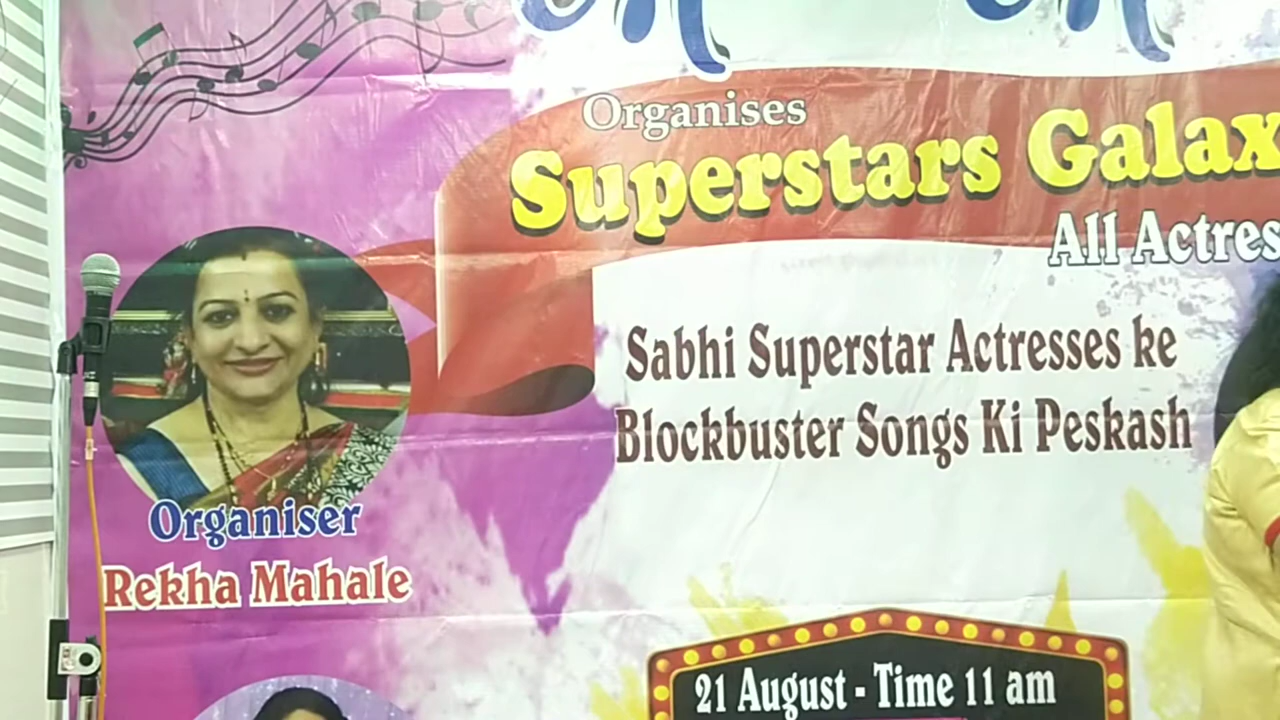 Organises
Superstars Galax
All Actres
Sabhi Superstar Actresses ke
Blockbuster Songs Ki Peskash
Organiser
Rekha Mahale
21 August - Time 11 am